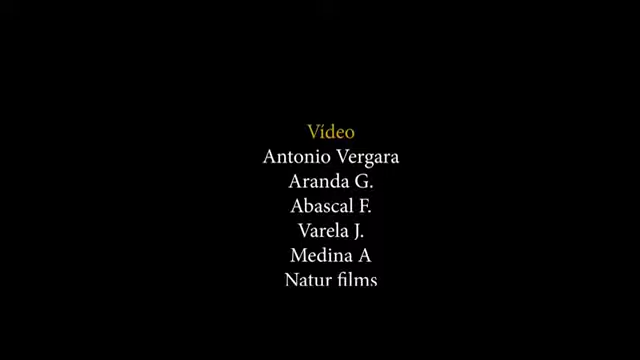 Vídeo
Antonio Vergara
Aranda G.
Abascal F.
Varela J.
Medina A
Natur films